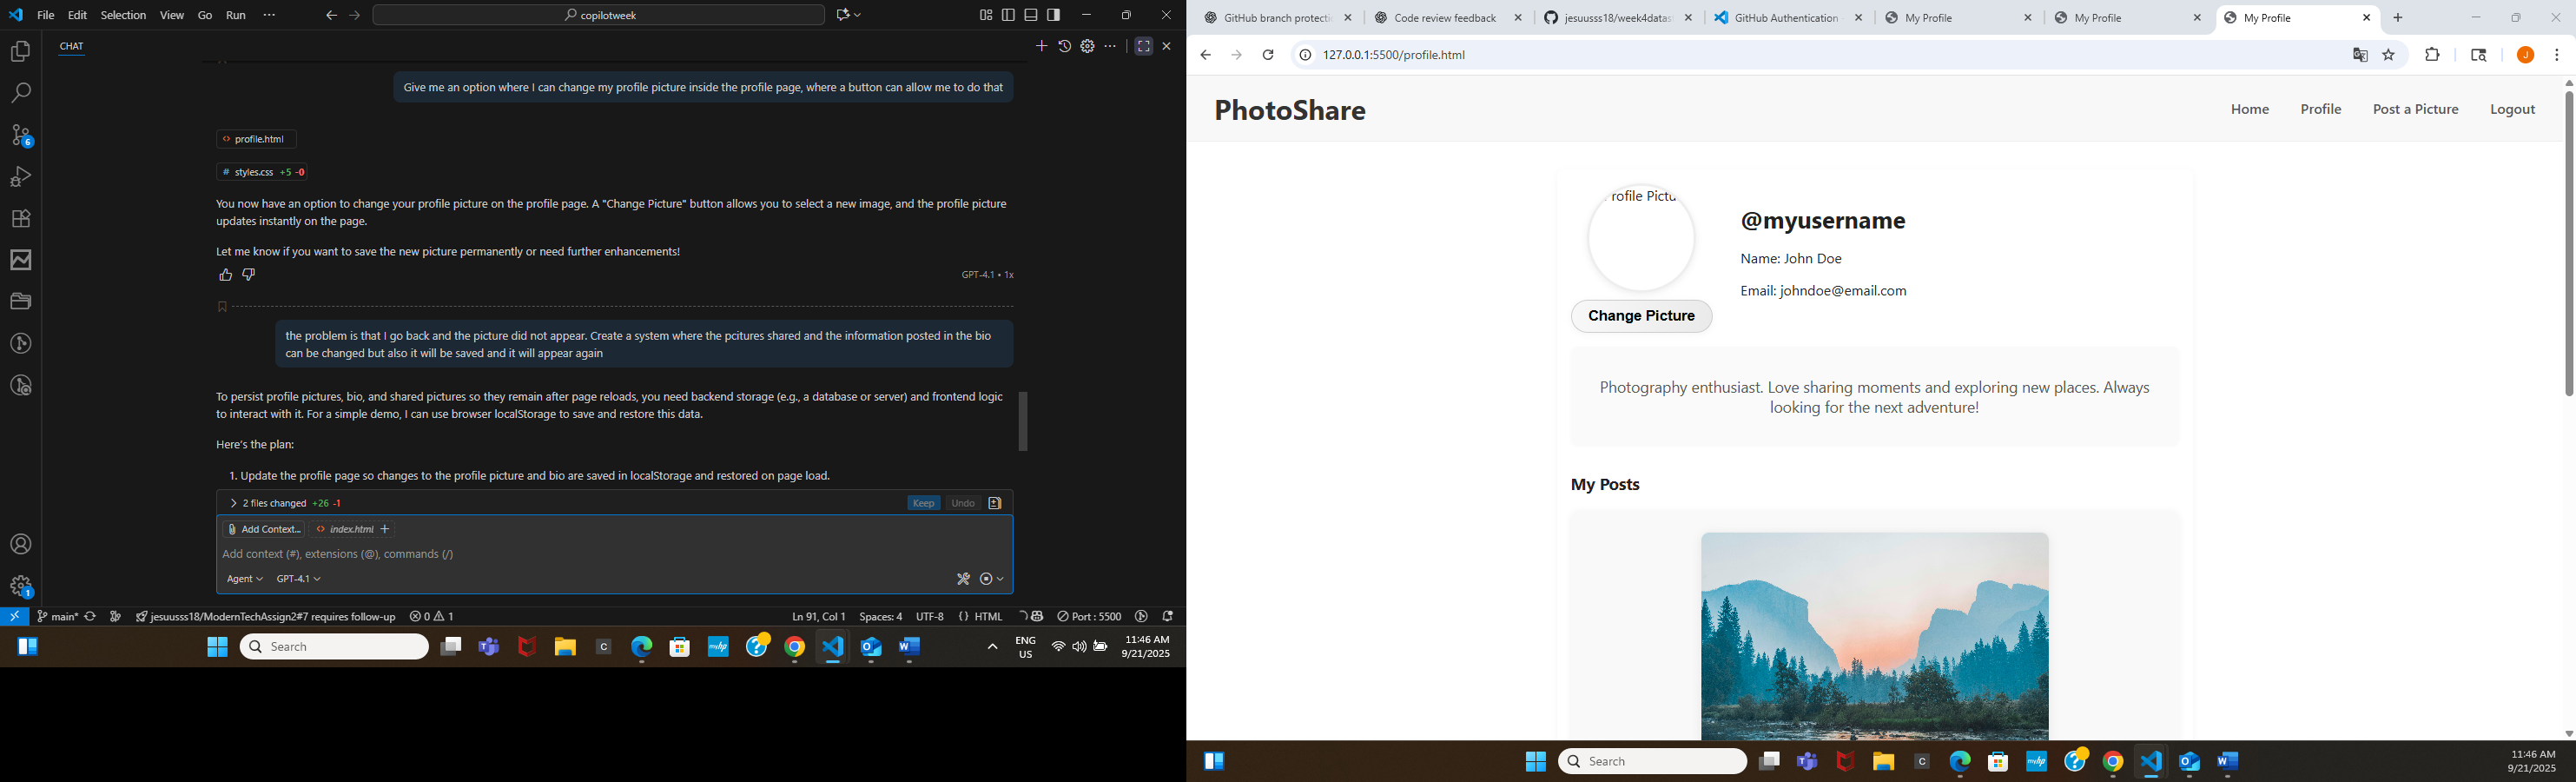 File Edit Selection View Go Run ···
copilotweek
CHAT
Give me an option where I can change my profile picture inside the profile page, where a button can allow me to do that
profile.html
# styles.css +5 -0
You now have an option to change your profile picture on the profile page. A "Change Picture" button allows you to select a new image, and the profile picture
updates instantly on the page.
Let me know if you want to save the new picture permanently or need further enhancements!
GPT-4.1 • 1x
the problem is that I go back and the picture did not appear. Create a system where the pcitures shared and the information posted in the bio
can be changed but also it will be saved and it will appear again
To persist profile pictures, bio, and shared pictures so they remain after page reloads, you need backend storage (e.g., a database or server) and frontend logic
to interact with it. For a simple demo, I can use browser localStorage to save and restore this data.
Here's the plan:
1. Update the profile page so changes to the profile picture and bio are saved in localStorage and restored on page load.
2 files changed +26 -1
Keep Undo
Add Context...
index.html
Add context (#), extensions (@), commands (/)
Agent
GPT-4.1
6
1
main*
jesuusss18/ModernTechAssign2#7 requires follow-up
0
1
Ln 91, Col 1
Spaces: 4
UTF-8
{} HTML
Port : 5500
Search
ENG
US
11:46 AM
9/21/2025
GitHub branch protecti
Code review feedback
jesuusss18/week4datas
GitHub Authentication
My Profile
My Profile
My Profile
127.0.0.1:5500/profile.html
J
PhotoShare
Home Profile Post a Picture Logout
rofile Pictu
@myusername
Name: John Doe
Email: johndoe@email.com
Change Picture
Photography enthusiast. Love sharing moments and exploring new places. Always
looking for the next adventure!
My Posts
Search
11:46 AM
9/21/2025